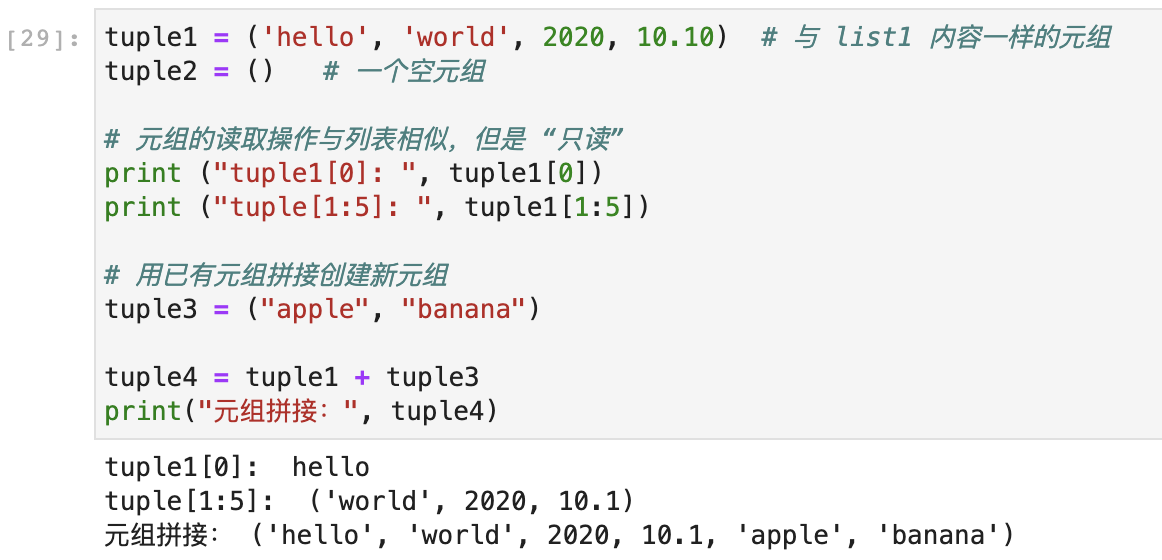 [29]: tuple1 = ('hello', 'world', 2020, 10.10)  # 与 list1 内容一样的元组
tuple2 = ()   # 一个空元组
# 元组的读取操作与列表相似，但是 “只读”
print ("tuple1[0]: ", tuple1[0])
print ("tuple[1:5]: ", tuple1[1:5])
# 用已有元组拼接创建新元组
tuple3 = ("apple", "banana")
tuple4 = tuple1 + tuple3
print("元组拼接：", tuple4)
tuple1[0]:  hello
tuple[1:5]:  ('world', 2020, 10.1)
元组拼接： ('hello', 'world', 2020, 10.1, 'apple', 'banana')